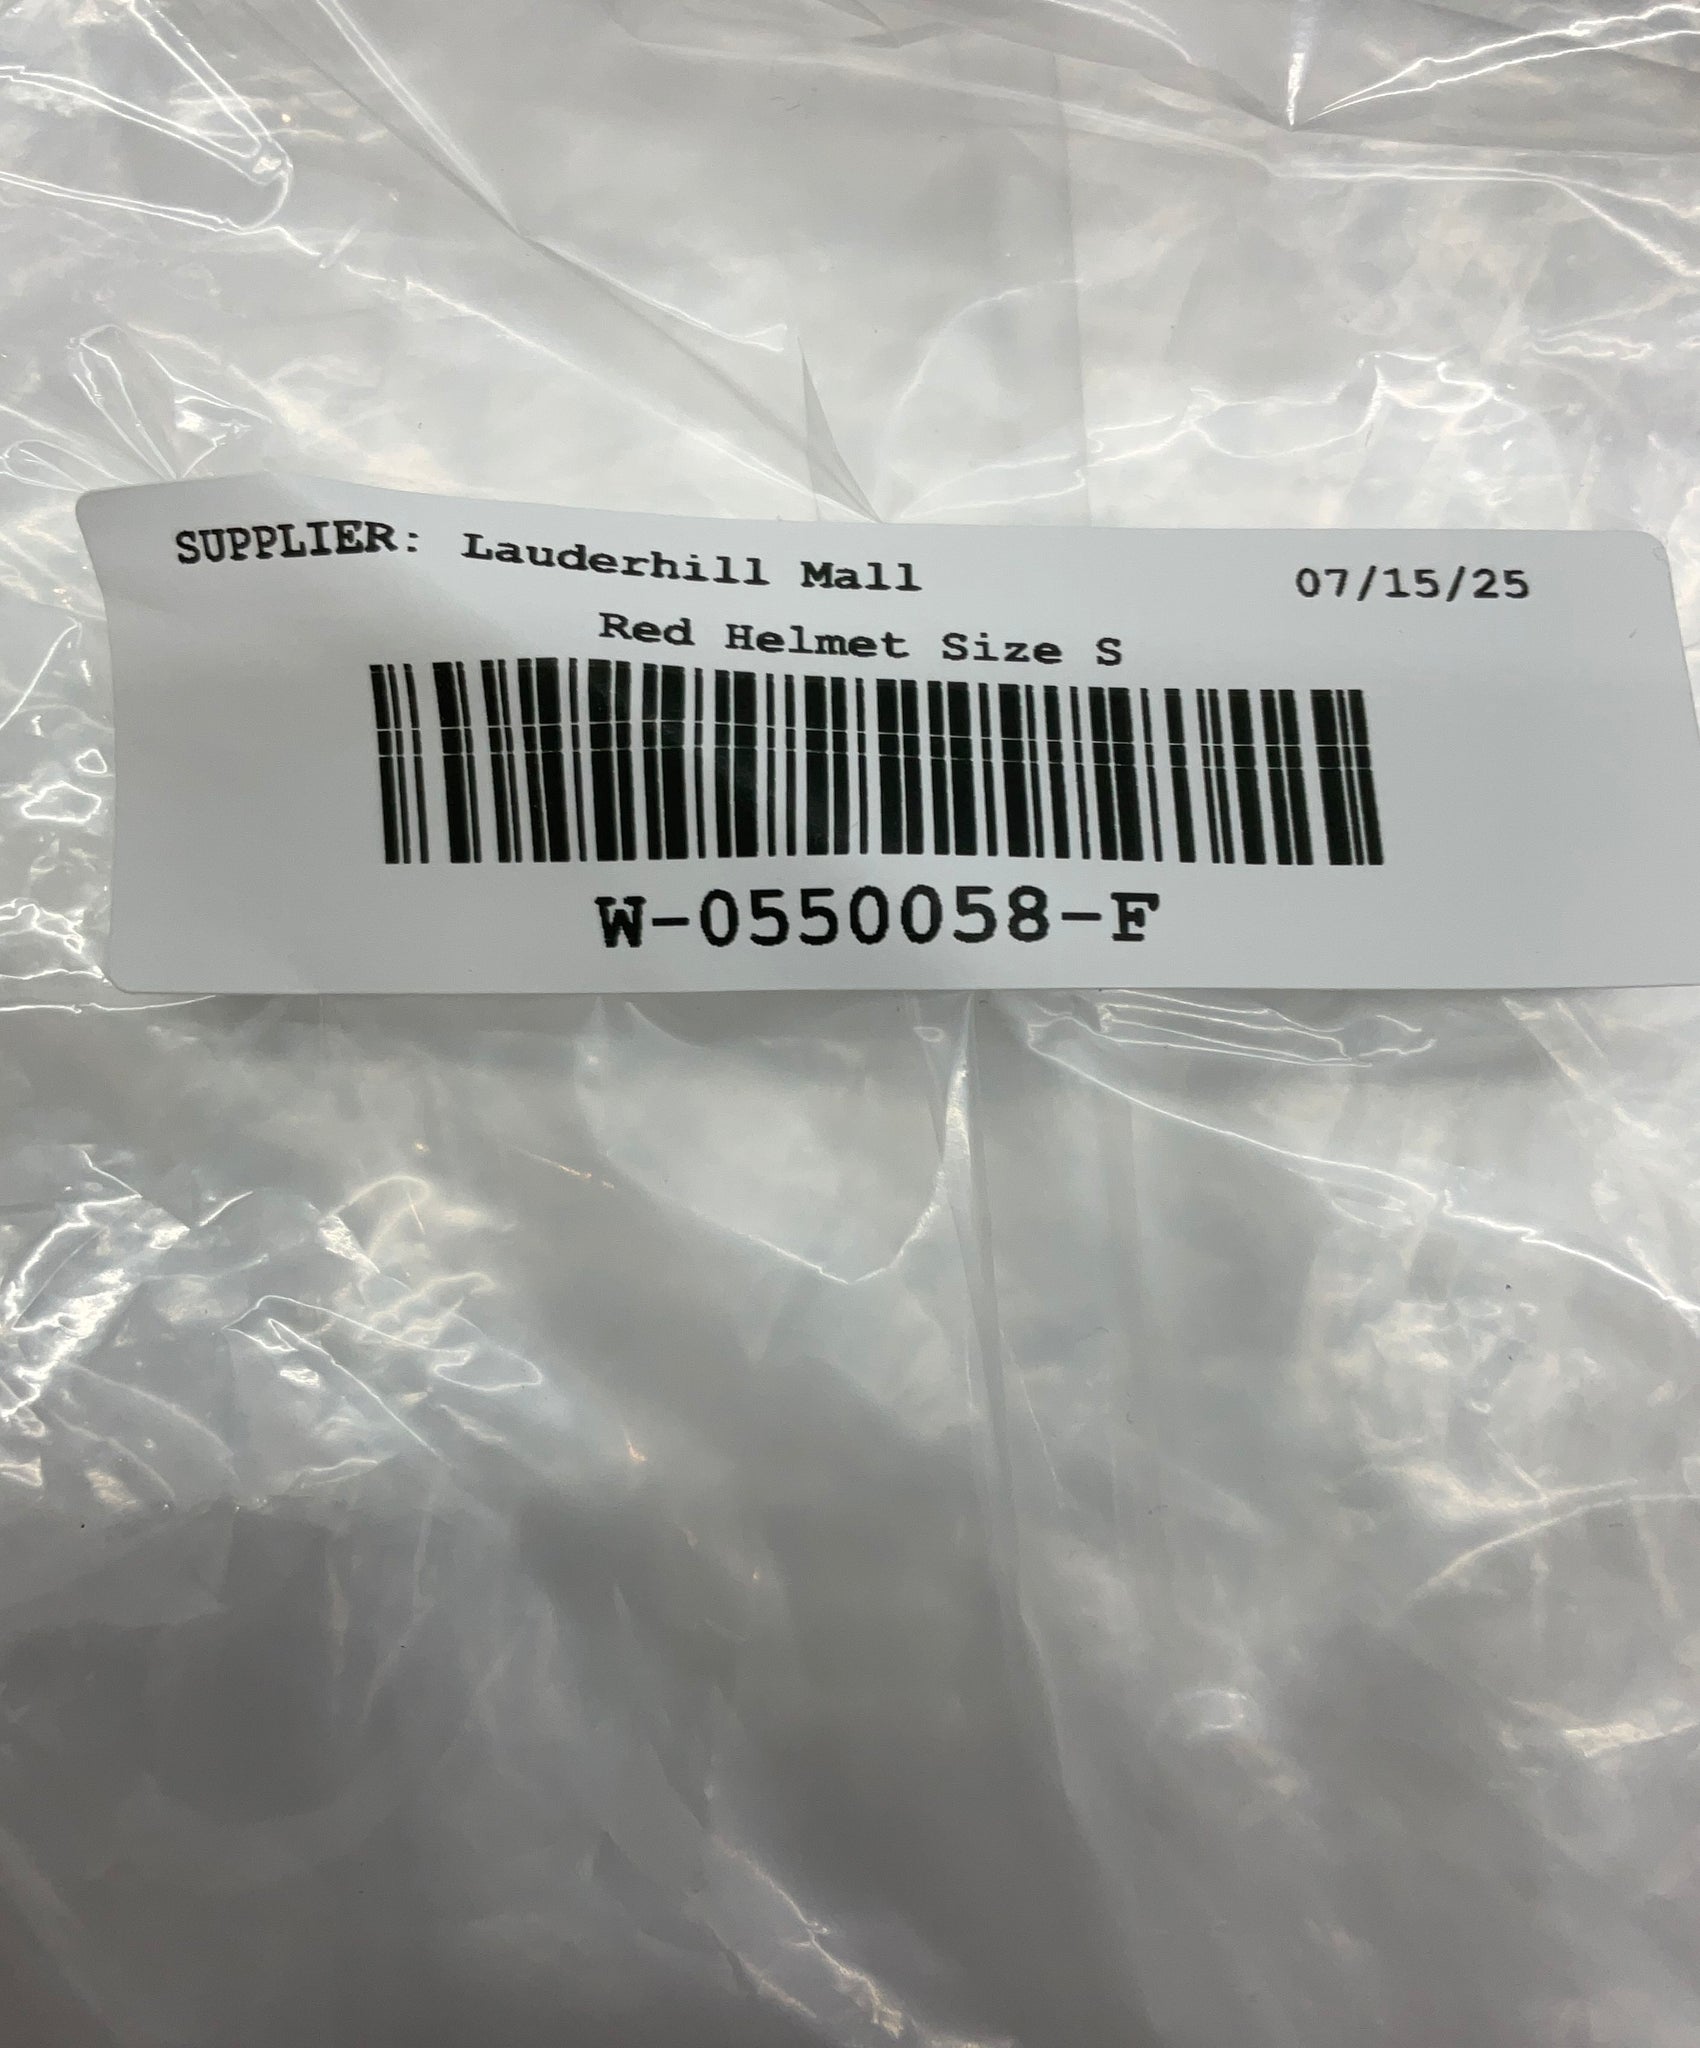 SUPPLIER: Lauderhill Mall 07/15/25
Red Helmet Size S
W-0550058-F